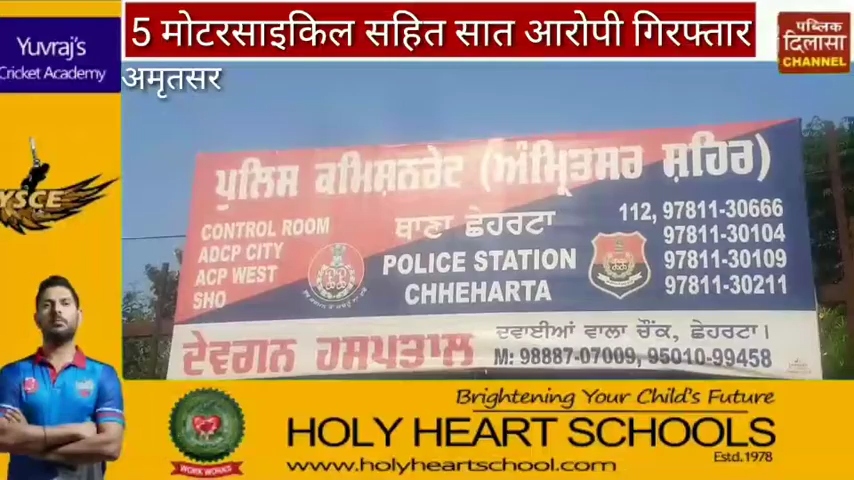 5 मोटरसाइकिल सहित सात आरोपी गिरफ्तार
पब्लिक
दिलासा
CHANNEL
Yuvraj's
Cricket Academy
अमृतसर
YSCE
ਪੁਲਿਸ ਕਮਿਸ਼ਨਰੇਟ (ਅੰਮ੍ਰਿਤਸਰ ਸ਼ਹਿਰ)
CONTROL ROOM
ADCP CITY
ACP WEST
SHO
ਥਾਣਾ ਛੇਹਰਟਾ
POLICE STATION
CHHEHARTA
112, 97811-30666
97811-30104
97811-30109
97811-30211
ਦੇਵਗਨ ਹਸਪਤਾਲ
ਦਵਾਈਆਂ ਵਾਲਾ ਚੌਂਕ, ਛੇਹਰਟਾ।
M: 98887-07009, 95010-99458
Brightening Your Child's Future
HOLY HEART SCHOOLS
Estd. 1978
www.holyheartschool.com
WORK WORKS